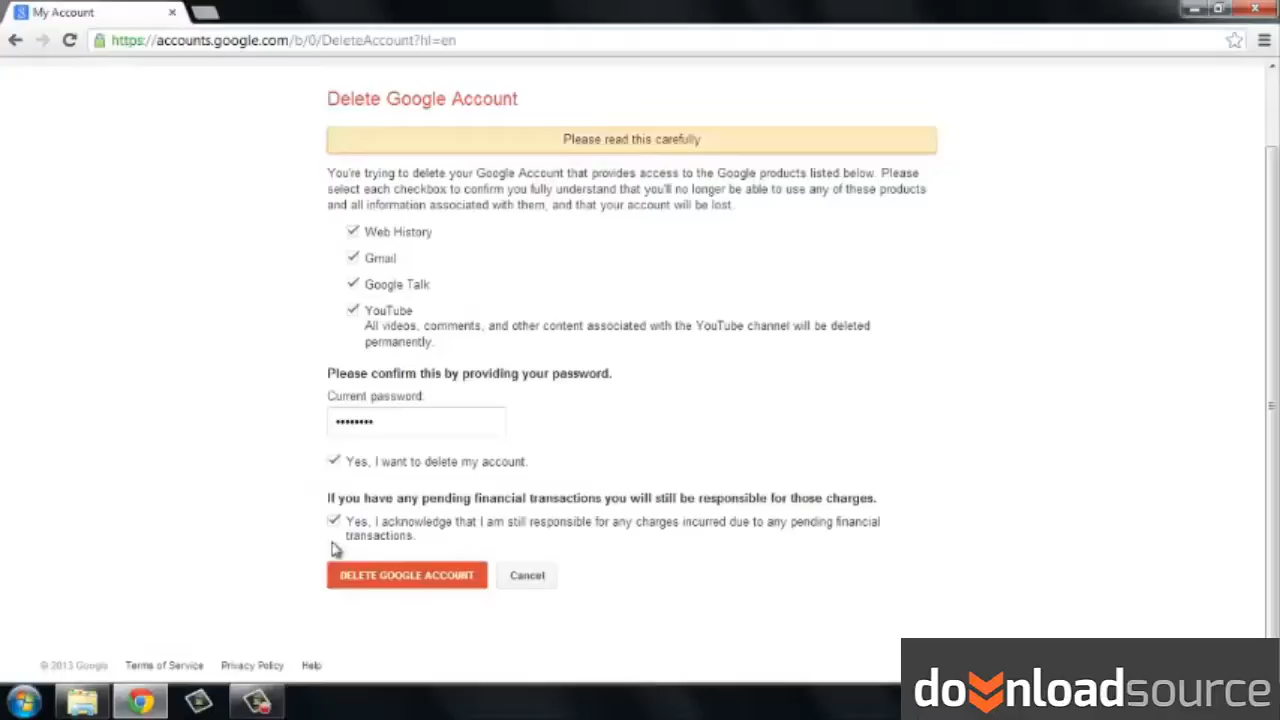 My Account
https://accounts.google.com/b/0/DeleteAccount?hl=en
Delete Google Account
Please read this carefully
You're trying to delete your Google Account that provides access to the Google products listed below. Please
select each checkbox to confirm you fully understand that you'll no longer be able to use any of these products
and all information associated with them, and that your account will be lost.
Web History
Gmail
Google Talk
YouTube
All videos, comments, and other content associated with the YouTube channel will be deleted
permanently.
Please confirm this by providing your password.
Current password:
Yes, I want to delete my account.
If you have any pending financial transactions you will still be responsible for those charges.
Yes, I acknowledge that I am still responsible for any charges incurred due to any pending financial
transactions.
DELETE GOOGLE ACCOUNT Cancel
© 2013 Google Terms of Service Privacy Policy Help
downloadsource